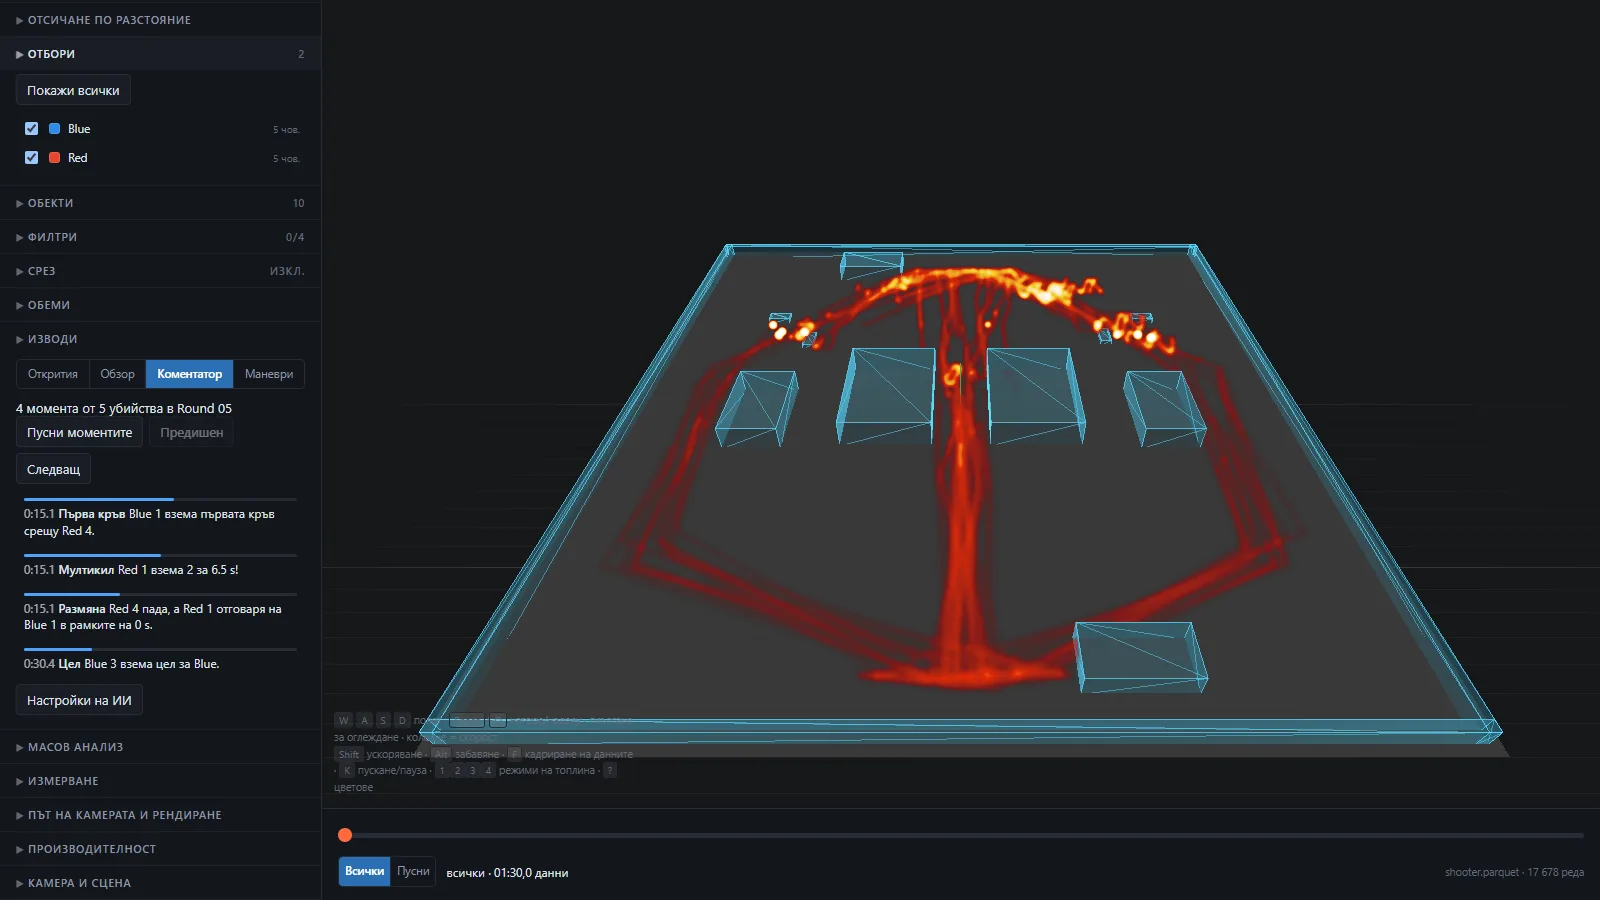 ОТСИЧАНЕ ПО РАЗСТОЯНИЕ
ОТБОРИ 2
Покажи всички
Blue 5 чов.
Red 5 чов.
ОБЕКТИ 10
ФИЛТРИ 0/4
СРЕЗ ИЗКЛ.
ОБЕМИ
ИЗВОДИ
Открития Обзор Коментатор Маневри
4 момента от 5 убийства в Round 05
Пусни моментите Предишен
Следващ
0:15.1 Първа кръв Blue 1 взема първата кръв
срещу Red 4.
0:15.1 Мултикил Red 1 взема 2 за 6.5 s!
0:15.1 Размяна Red 4 пада, а Red 1 отговаря на
Blue 1 в рамките на 0 s.
0:30.4 Цел Blue 3 взема цел за Blue.
Настройки на ИИ
МАСОВ АНАЛИЗ
ИЗМЕРВАНЕ
ПЪТ НА КАМЕРАТА И РЕНДИРАНЕ
ПРОИЗВОДИТЕЛНОСТ
КАМЕРА И СЦЕНА
W A S D
за оглеждане ·
Shift ускоряване · Alt забавяне · F кадриране на данните
· K пускане/пауза · 1 2 3 4 режими на топлина · ?
цветове
Всички Пусни всички · 01:30,0 данни
shooter.parquet · 17 678 реда